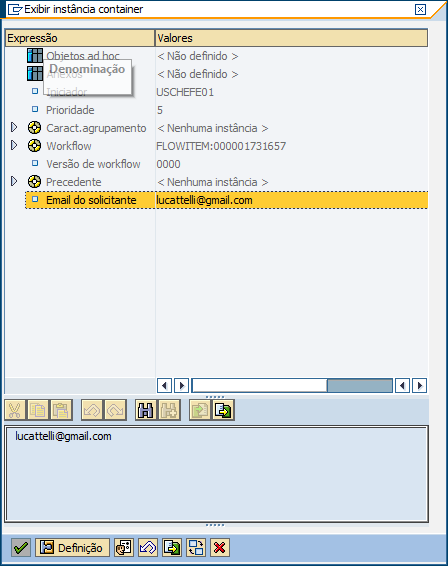 Exibir instância container
Expressão Valores
Objetos ad hoc < Não definido >
Denominação
Anexos < Não definido >
Iniciador USCHEFE01
Prioridade 5
Caract.agrupamento < Nenhuma instância >
Workflow FLOWITEM:000001731657
Versão de workflow 0000
Precedente < Nenhuma instância >
Email do solicitante lucattelli@gmail.com
lucattelli@gmail.com
Definição